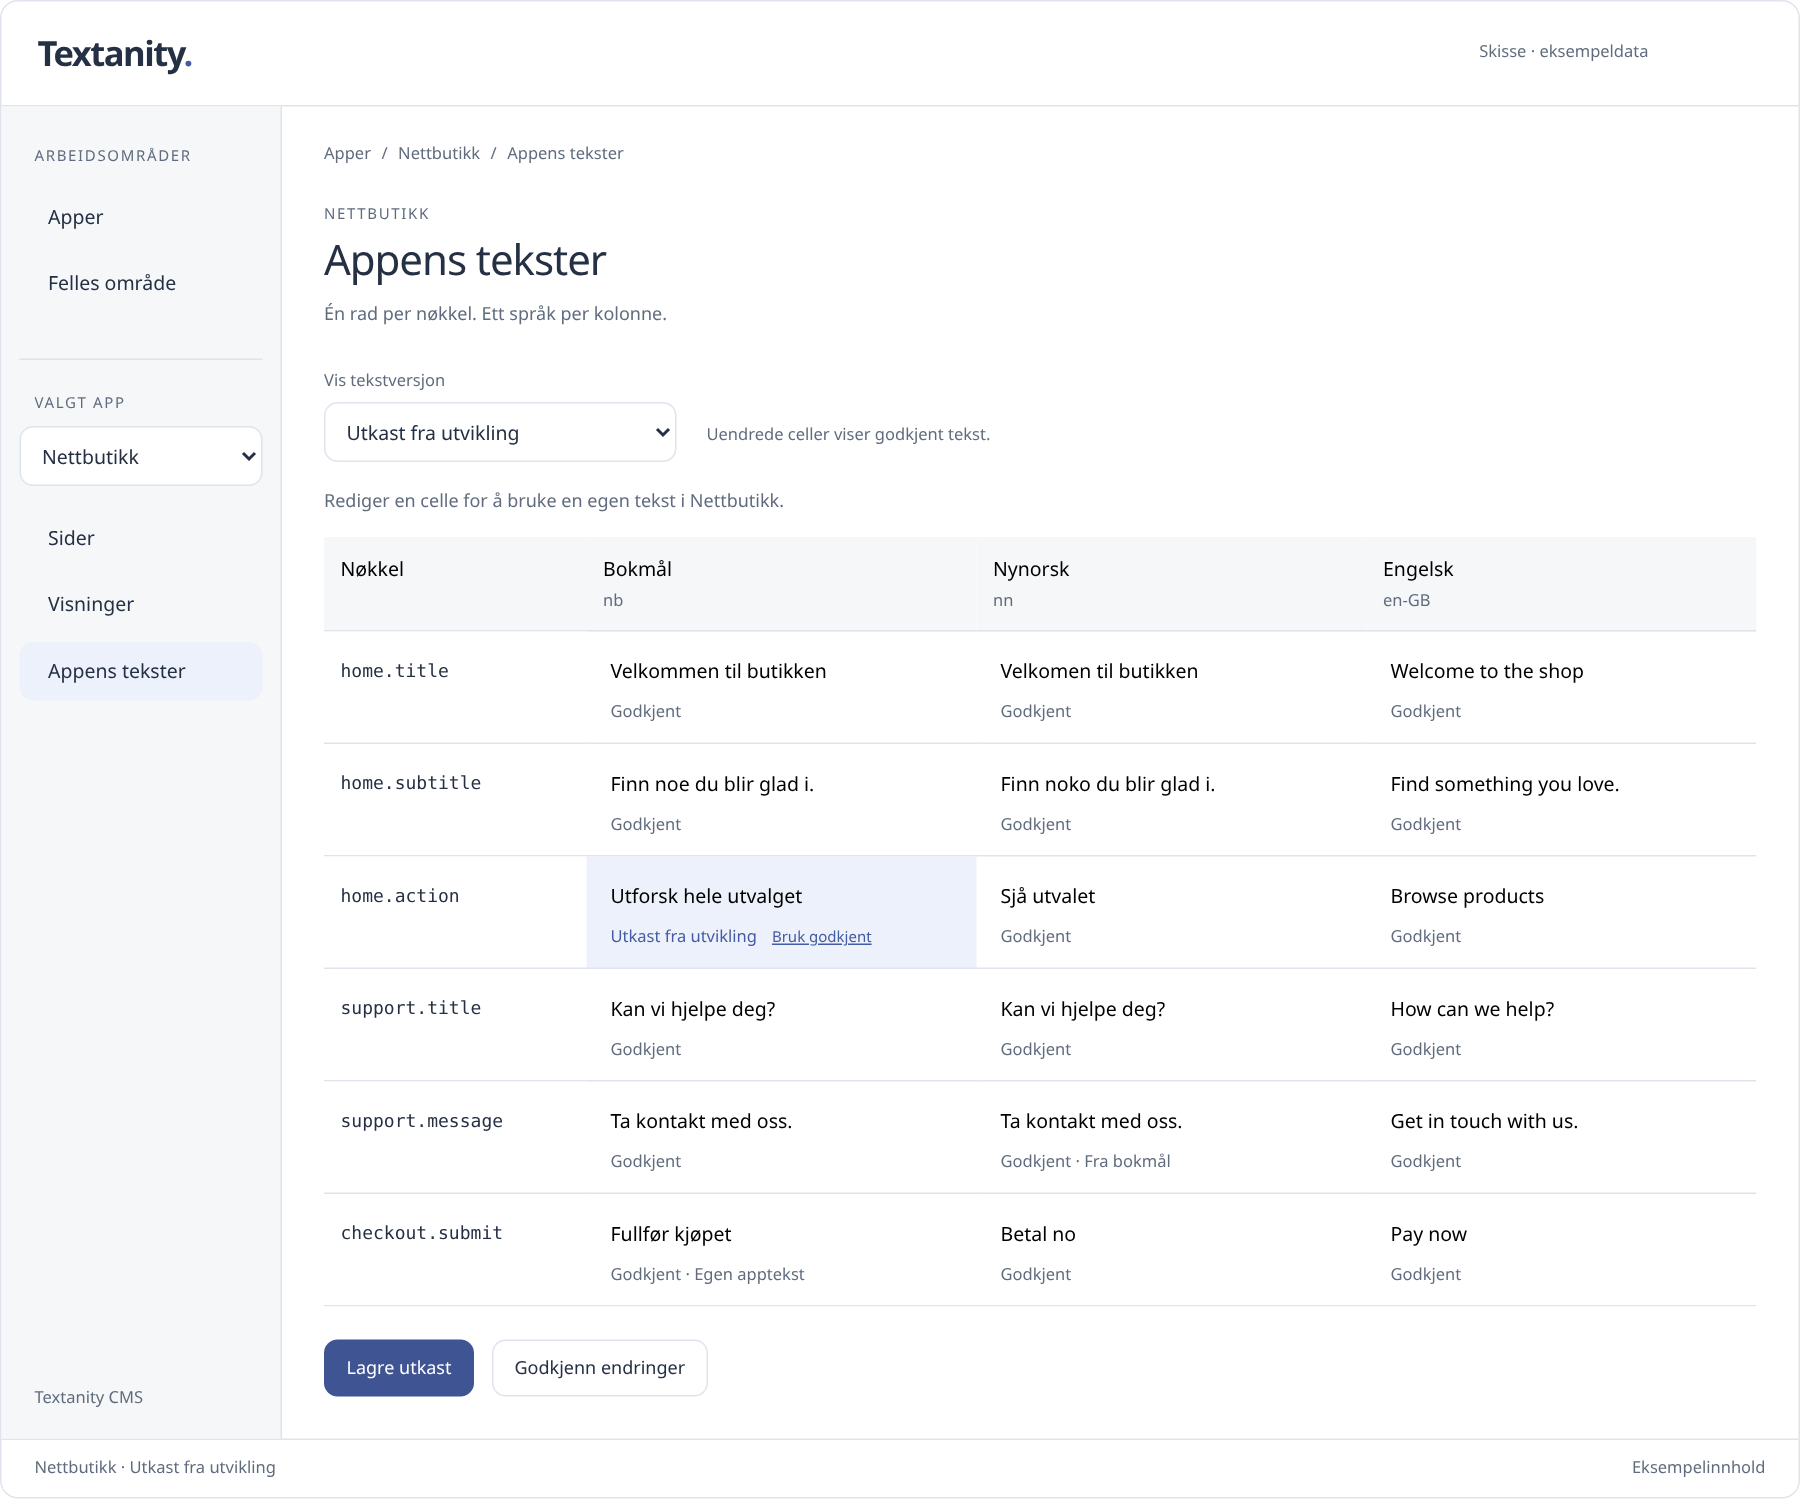 Textanity.
Skisse · eksempeldata
ARBEIDSOMRÅDER
Apper
Felles område
VALGT APP
Nettbutikk
Sider
Visninger
Appens tekster
Textanity CMS
Apper / Nettbutikk / Appens tekster
NETTBUTIKK
Appens tekster
Én rad per nøkkel. Ett språk per kolonne.
Vis tekstversjon
Utkast fra utvikling
Uendrede celler viser godkjent tekst.
Rediger en celle for å bruke en egen tekst i Nettbutikk.
Nøkkel Bokmål Nynorsk Engelsk
nb nn en-GB
home.title Velkommen til butikken Velkomen til butikken Welcome to the shop
Godkjent Godkjent Godkjent
home.subtitle Finn noe du blir glad i. Finn noko du blir glad i. Find something you love.
Godkjent Godkjent Godkjent
home.action Utforsk hele utvalget Sjå utvalet Browse products
Utkast fra utvikling Bruk godkjent Godkjent Godkjent
support.title Kan vi hjelpe deg? Kan vi hjelpe deg? How can we help?
Godkjent Godkjent Godkjent
support.message Ta kontakt med oss. Ta kontakt med oss. Get in touch with us.
Godkjent Godkjent · Fra bokmål Godkjent
checkout.submit Fullfør kjøpet Betal no Pay now
Godkjent · Egen apptekst Godkjent Godkjent
Lagre utkast Godkjenn endringer
Nettbutikk · Utkast fra utvikling
Eksempelinnhold